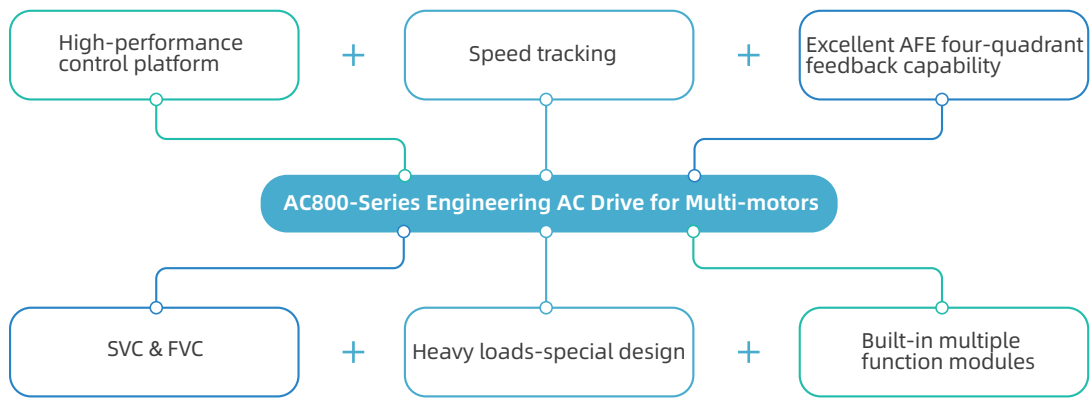 High-performance
control platform
+
Speed tracking
+
Excellent AFE four-quadrant
feedback capability
AC800-Series Engineering AC Drive for Multi-motors
SVC & FVC
+
Heavy loads-special design
+
Built-in multiple
function modules